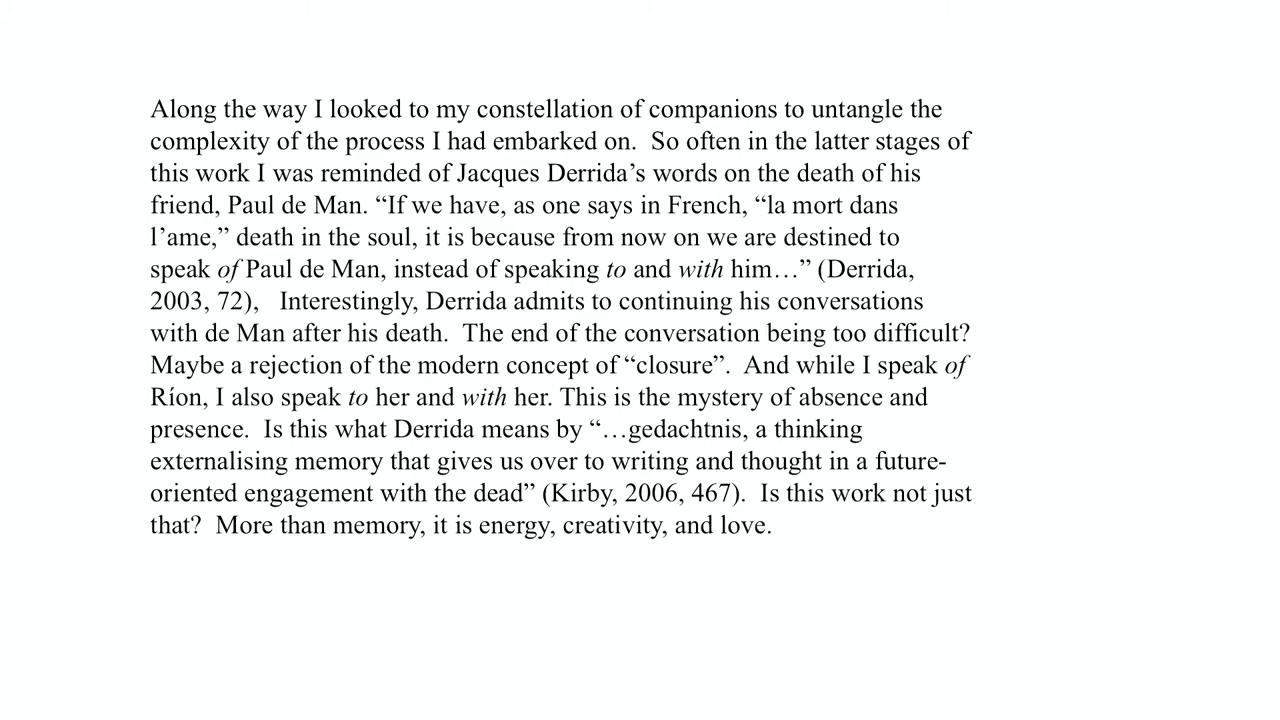 Along the way I looked to my constellation of companions to untangle the
complexity of the process I had embarked on.  So often in the latter stages of
this work I was reminded of Jacques Derrida’s words on the death of his
friend, Paul de Man. “If we have, as one says in French, “la mort dans
l’ame,” death in the soul, it is because from now on we are destined to
speak of Paul de Man, instead of speaking to and with him…” (Derrida,
2003, 72),   Interestingly, Derrida admits to continuing his conversations
with de Man after his death.  The end of the conversation being too difficult?
Maybe a rejection of the modern concept of “closure”.  And while I speak of
Ríon, I also speak to her and with her. This is the mystery of absence and
presence.  Is this what Derrida means by “…gedachtnis, a thinking
externalising memory that gives us over to writing and thought in a future-
oriented engagement with the dead” (Kirby, 2006, 467).  Is this work not just
that?  More than memory, it is energy, creativity, and love.